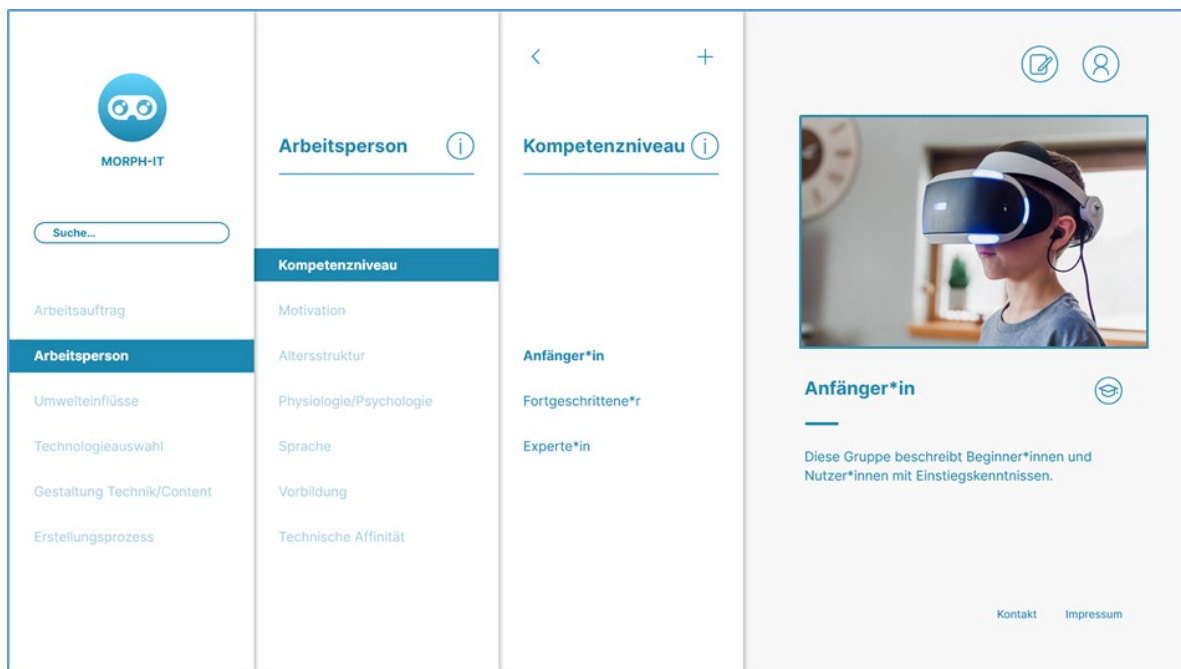 MORPH-IT
Suche...
Arbeitsauftrag
Arbeitsperson
Umwelteinflüsse
Technologieauswahl
Gestaltung Technik/Content
Erstellungsprozess
Arbeitsperson
Kompetenzniveau
Motivation
Altersstruktur
Physiologie/Psychologie
Sprache
Vorbildung
Technische Affinität
Kompetenzniveau
Anfänger*in
Fortgeschrittene*r
Experte*in
Anfänger*in
Diese Gruppe beschreibt Beginner*innen und
Nutzer*innen mit Einstiegskenntnissen.
Kontakt
Impressum